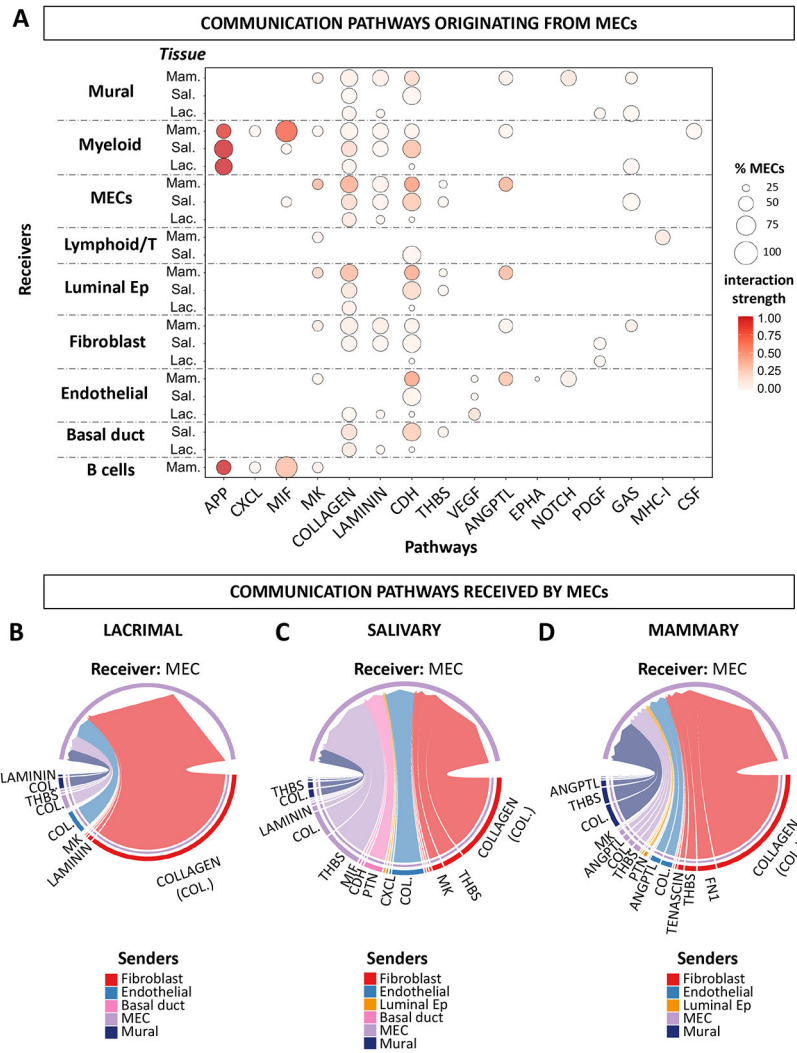 A
COMMUNICATION PATHWAYS ORIGINATING FROM MECs
Tissue
Receivers
Mural
Mam.
Sal.
Lac.
Myeloid
Mam.
Sal.
Lac.
MECs
Mam.
Sal.
Lac.
Lymphoid/T
Mam.
Sal.
Luminal Ep
Mam.
Sal.
Lac.
Fibroblast
Mam.
Sal.
Lac.
Endothelial
Mam.
Sal.
Lac.
Basal duct
Sal.
Lac.
B cells
Mam.
APP
CXCL
MIF
MK
COLLAGEN
LAMININ
CDH
THBS
VEGF
ANGPTL
EPHA
NOTCH
PDGF
GAS
MHC-I
CSF
Pathways
% MECs
25
50
75
100
interaction
strength
1.00
0.75
0.50
0.25
0.00
COMMUNICATION PATHWAYS RECEIVED BY MECs
B
LACRIMAL
Receiver: MEC
LAMININ
COL.
THBS
COL.
COL.
MK
LAMININ
COLLAGEN
(COL.)
Senders
Fibroblast
Endothelial
Basal duct
MEC
Mural
C
SALIVARY
Receiver: MEC
THBS
COL.
LAMININ
COL.
THBS
MIF
CDH
PTN
CXCL
COL.
MK
THBS
COLLAGEN
(COL.)
Senders
Fibroblast
Endothelial
Luminal Ep
Basal duct
MEC
Mural
D
MAMMARY
Receiver: MEC
ANGPTL
THBS
COL.
MK
ANGPTL
COL.
THBS
PTN
ANGPTL
COL.
TENASCIN
THBS
FN1
COLLAGEN
(COL.)
Senders
Fibroblast
Endothelial
Luminal Ep
MEC
Mural